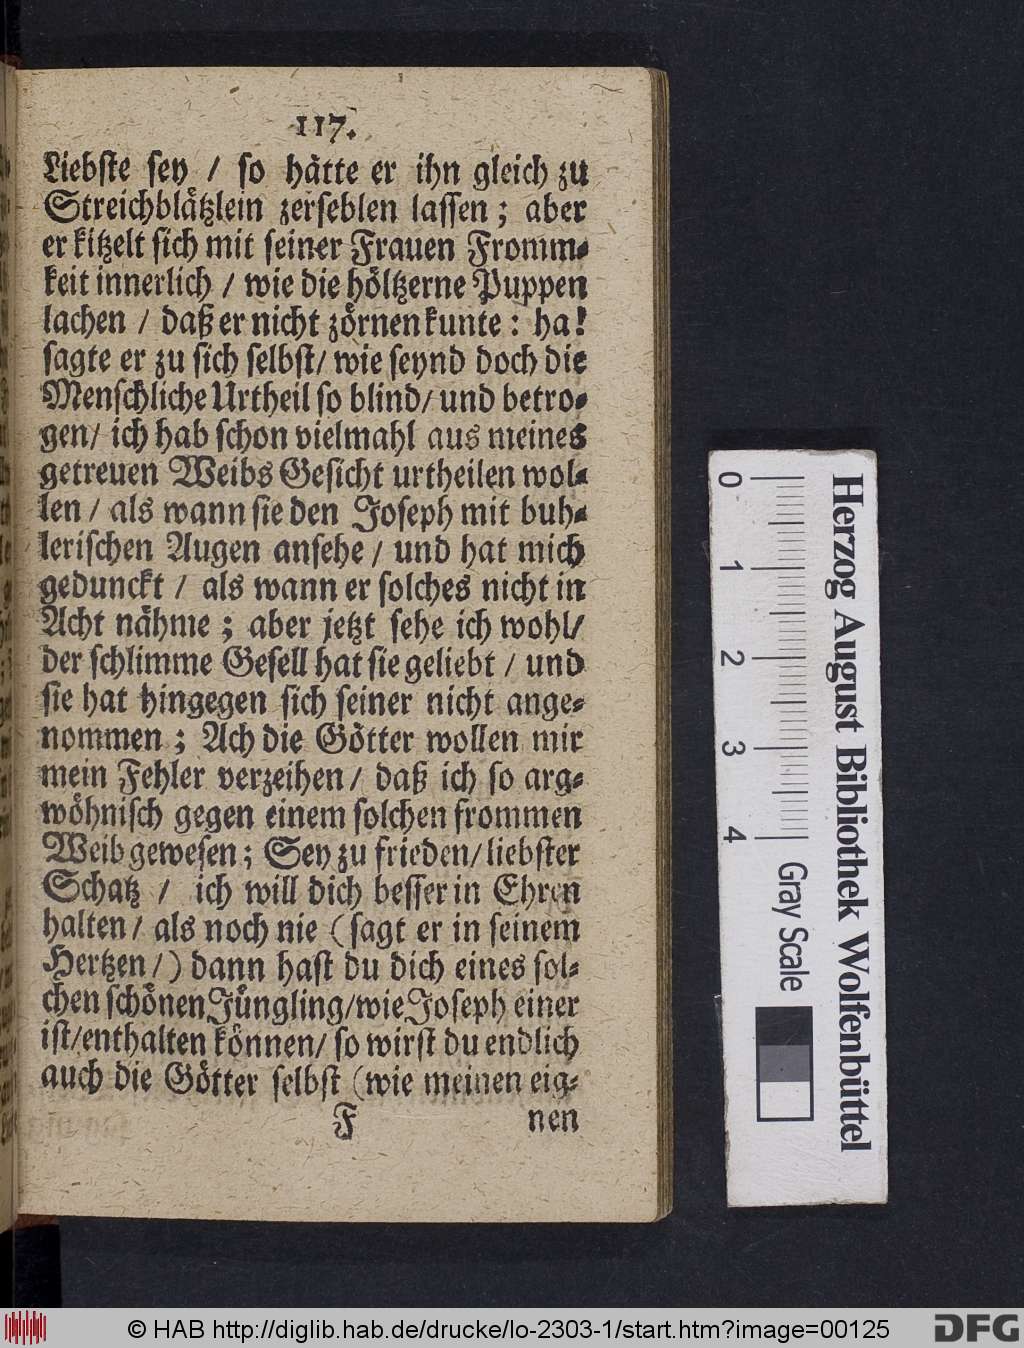 117.
Liebste sey / so hätte er ihn gleich zu
Streichblätzlein zerseblen lassen ; aber
er kitzelt sich mit seiner Frauen Fromm⸗
keit innerlich / wie die höltzerne Puppen
lachen / daß er nicht zörnen kunte : ha!
sagte er zu sich selbst/ wie seynd doch die
Menschliche Urtheil so blind/ und betro⸗
gen/ ich hab schon vielmahl aus meines
getreuen Weibs Gesicht urtheilen wol⸗
len / als wann sie den Joseph mit buh⸗
lerischen Augen ansehe / und hat mich
gedunckt / als wann er solches nicht in
Acht nähme ; aber jetzt sehe ich wohl/
der schlimme Gesell hat sie geliebt / und
sie hat hingegen sich seiner nicht ange⸗
nommen ; Ach die Götter wollen mir
mein Fehler verzeihen / daß ich so arg⸗
wöhnisch gegen einem solchen frommen
Weib gewesen ; Sey zu frieden/ liebster
Schatz / ich will dich besser in Ehren
halten / als noch nie ( sagt er in seinem
Hertzen /) dann hast du dich eines sol⸗
chen schönen Jüngling/ wie Joseph einer
ist/ enthalten können/ so wirst du endlich
auch die Götter selbst (wie meinen eig⸗
F nen
0 1 2 3 4 Gray Scale
Herzog August Bibliothek Wolfenbüttel
© HAB http://diglib.hab.de/drucke/lo-2303-1/start.htm?image=00125
DFG